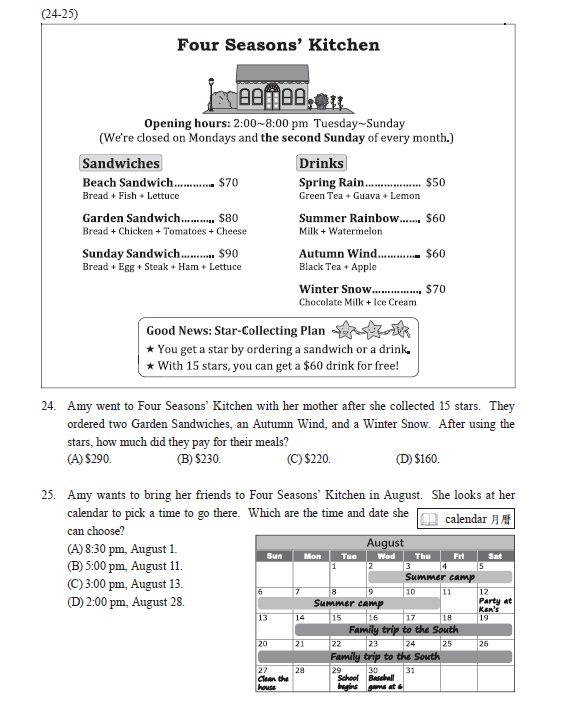 (24-25)
Four Seasons' Kitchen
Opening hours: 2:00~8:00 pm Tuesday~Sunday
(We're closed on Mondays and the second Sunday of every month.)
Sandwiches
Beach Sandwich............ $70
Bread + Fish + Lettuce
Garden Sandwich.......... $80
Bread + Chicken + Tomatoes + Cheese
Sunday Sandwich.......... $90
Bread + Egg + Steak + Ham + Lettuce
Drinks
Spring Rain.................. $50
Green Tea + Guava + Lemon
Summer Rainbow...... $60
Milk + Watermelon
Autumn Wind............. $60
Black Tea + Apple
Winter Snow............... $70
Chocolate Milk + Ice Cream
Good News: Star-Collecting Plan
★ You get a star by ordering a sandwich or a drink.
★ With 15 stars, you can get a $60 drink for free!
24. Amy went to Four Seasons' Kitchen with her mother after she collected 15 stars. They
ordered two Garden Sandwiches, an Autumn Wind, and a Winter Snow. After using the
stars, how much did they pay for their meals?
(A) $290. (B) $230. (C) $220. (D) $160.
25. Amy wants to bring her friends to Four Seasons' Kitchen in August. She looks at her
calendar to pick a time to go there. Which are the time and date she
can choose?
(A) 8:30 pm, August 1.
(B) 5:00 pm, August 11.
(C) 3:00 pm, August 13.
(D) 2:00 pm, August 28.
calendar 月曆
August
Sun Mon Tue Wed Thu Fri Sat
1 2 3 4 5
Summer camp
6 7 8 9 10 11 12
Summer camp
Party at
Ken's
13 14 15 16 17 18 19
Family trip to the South
20 21 22 23 24 25 26
Family trip to the South
27 28 29 30 31
Clean the
house
School
begins
Baseball
game at 6